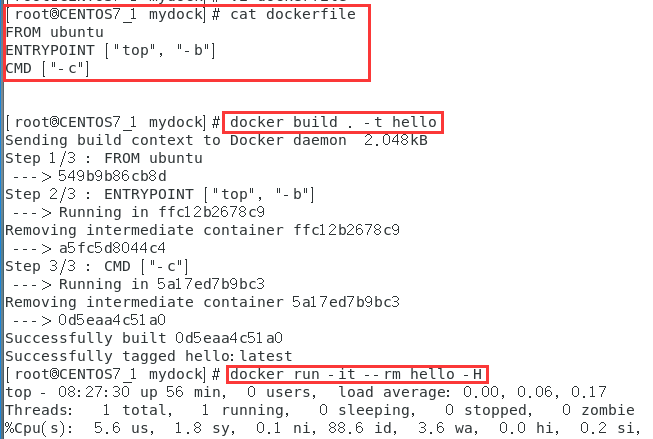 [root@CENTOS7_1 mydock]# cat dockerfile
FROM ubuntu
ENTRYPOINT ["top", "-b"]
CMD ["-c"]
[root@CENTOS7_1 mydock]# docker build . -t hello
Sending build context to Docker daemon  2.048kB
Step 1/3 : FROM ubuntu
 ---> 549b9b86cb8d
Step 2/3 : ENTRYPOINT ["top", "-b"]
 ---> Running in ffc12b2678c9
Removing intermediate container ffc12b2678c9
 ---> a5fc5d8044c4
Step 3/3 : CMD ["-c"]
 ---> Running in 5a17ed7b9bc3
Removing intermediate container 5a17ed7b9bc3
 ---> 0d5eaa4c51a0
Successfully built 0d5eaa4c51a0
Successfully tagged hello:latest
[root@CENTOS7_1 mydock]# docker run -it --rm hello -H
top - 08:27:30 up 56 min,  0 users,  load average: 0.00, 0.06, 0.17
Threads:   1 total,   1 running,   0 sleeping,   0 stopped,   0 zombie
%Cpu(s):  5.6 us,  1.8 sy,  0.1 ni, 88.6 id,  3.6 wa,  0.0 hi,  0.2 si,